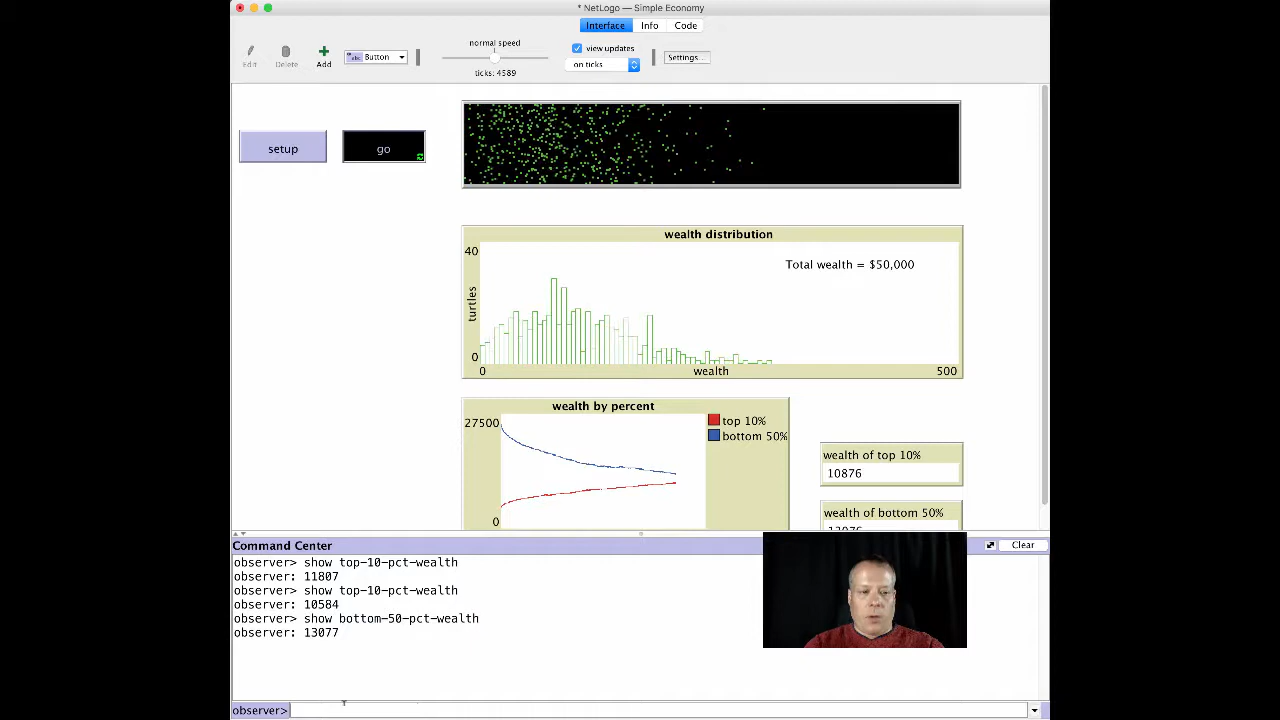 * NetLogo — Simple Economy
Interface Info Code
normal speed
view updates
Edit Delete Add
abc Button
on ticks
Settings...
ticks: 4589
setup
go
wealth distribution
40
Total wealth = $50,000
turtles
0
0
wealth
500
wealth by percent
27500
top 10%
bottom 50%
0
wealth of top 10%
10876
wealth of bottom 50%
Command Center
Clear
observer> show top-10-pct-wealth
observer: 11807
observer> show top-10-pct-wealth
observer: 10584
observer> show bottom-50-pct-wealth
observer: 13077
observer>